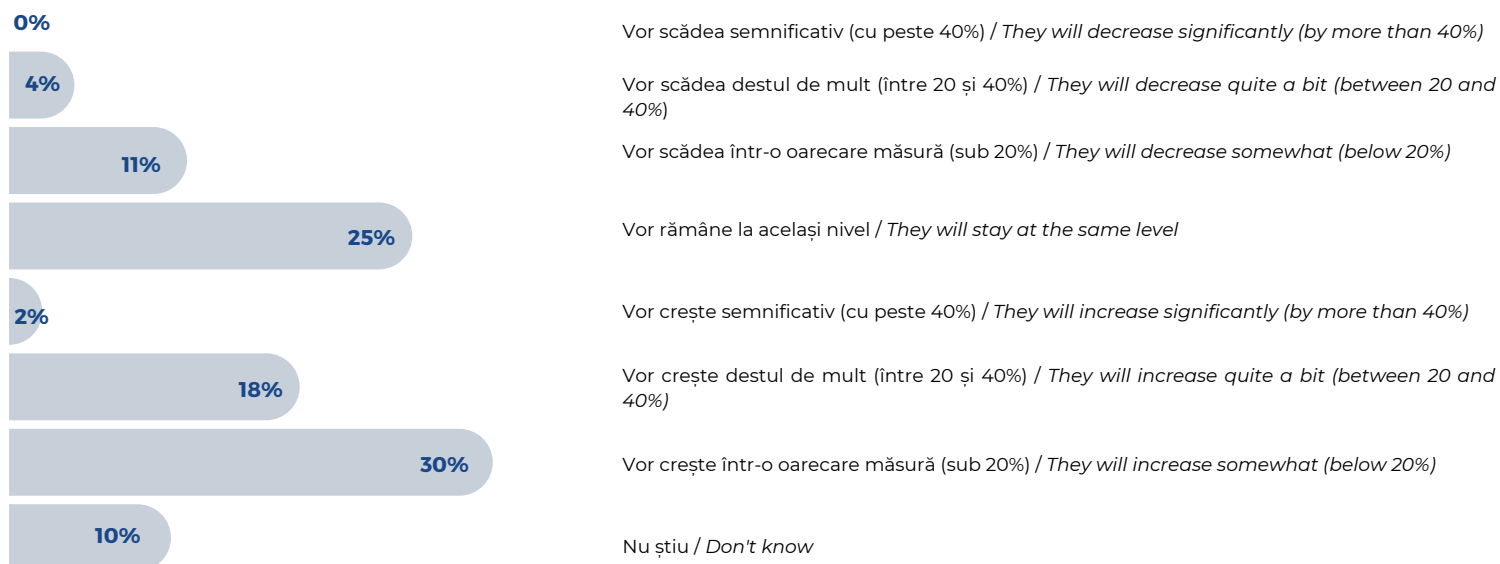 0%
Vor scădea semnificativ (cu peste 40%) / They will decrease significantly (by more than 40%)
4%
Vor scădea destul de mult (între 20 și 40%) / They will decrease quite a bit (between 20 and
40%)
11%
Vor scădea într-o oarecare măsură (sub 20%) / They will decrease somewhat (below 20%)
25%
Vor rămâne la același nivel / They will stay at the same level
2%
Vor crește semnificativ (cu peste 40%) / They will increase significantly (by more than 40%)
18%
Vor crește destul de mult (între 20 și 40%) / They will increase quite a bit (between 20 and
40%)
30%
Vor crește într-o oarecare măsură (sub 20%) / They will increase somewhat (below 20%)
10%
Nu știu / Don't know